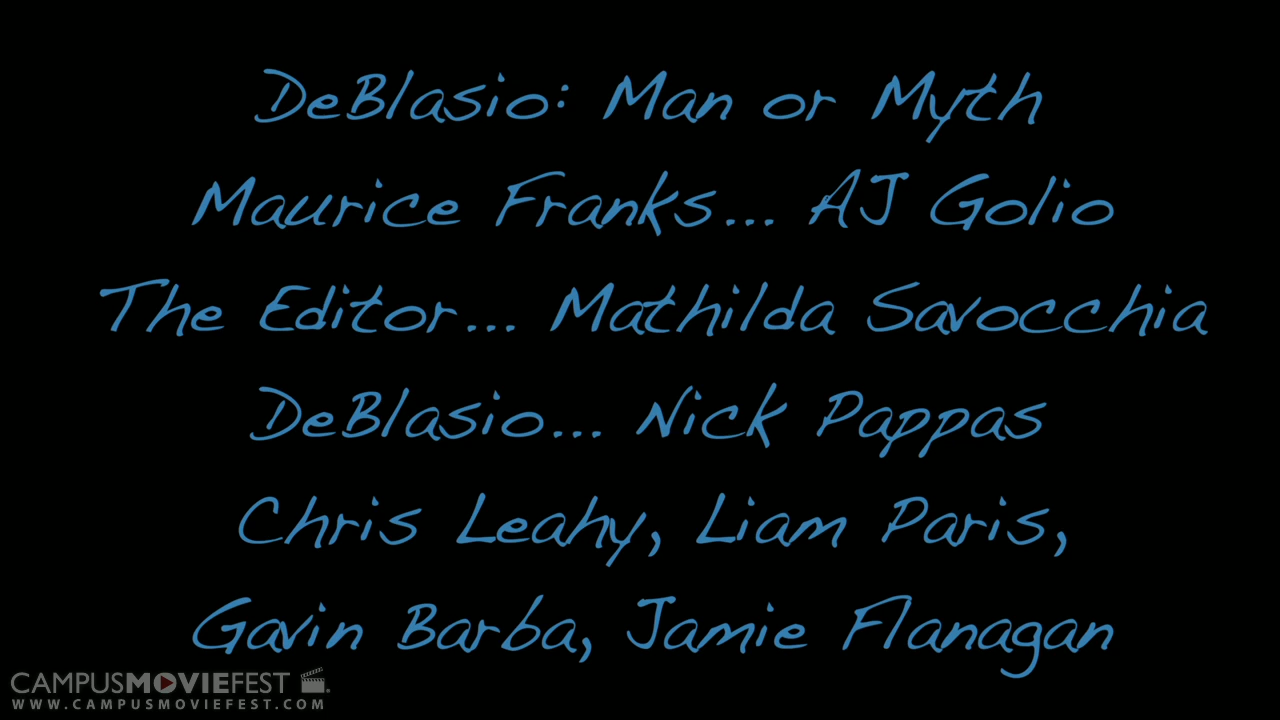 DeBlasio: Man or Myth
Maurice Franks... AJ Golio
The Editor... Mathilda Savocchia
DeBlasio... Nick Pappas
Chris Leahy, Liam Paris,
Gavin Barba, Jamie Flanagan
CAMPUSMOVIEFEST
WWW.CAMPUSMOVIEFEST.COM